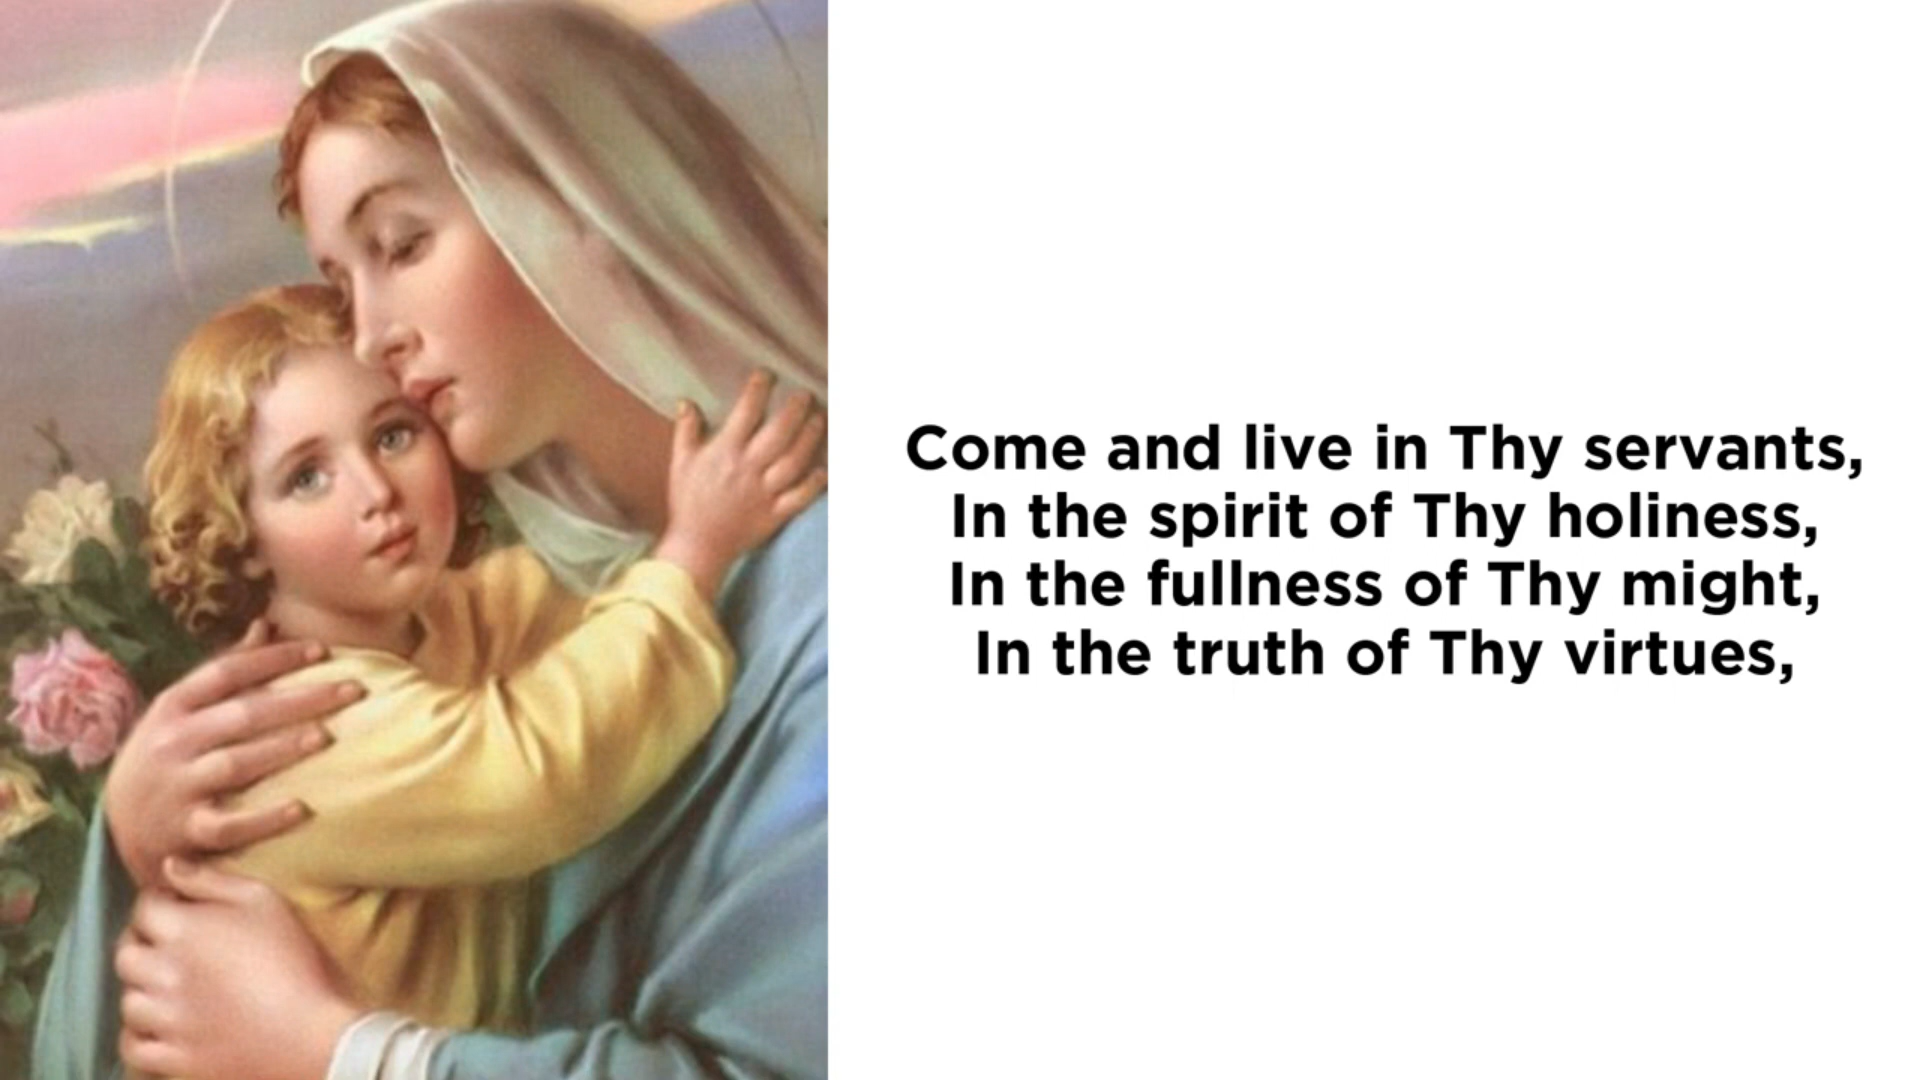 Come and live in Thy servants,
In the spirit of Thy holiness,
In the fullness of Thy might,
In the truth of Thy virtues,